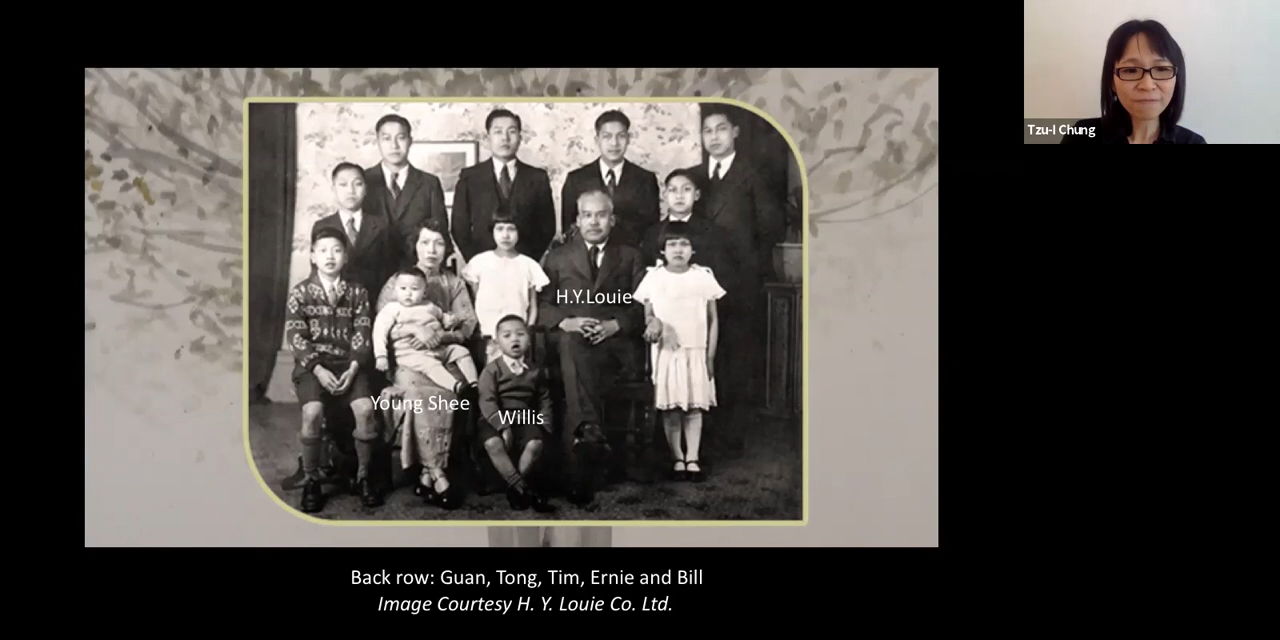 Tzu-I Chung
H.Y.Louie
Young Shee
Willis
Back row: Guan, Tong, Tim, Ernie and Bill
Image Courtesy H. Y. Louie Co. Ltd.